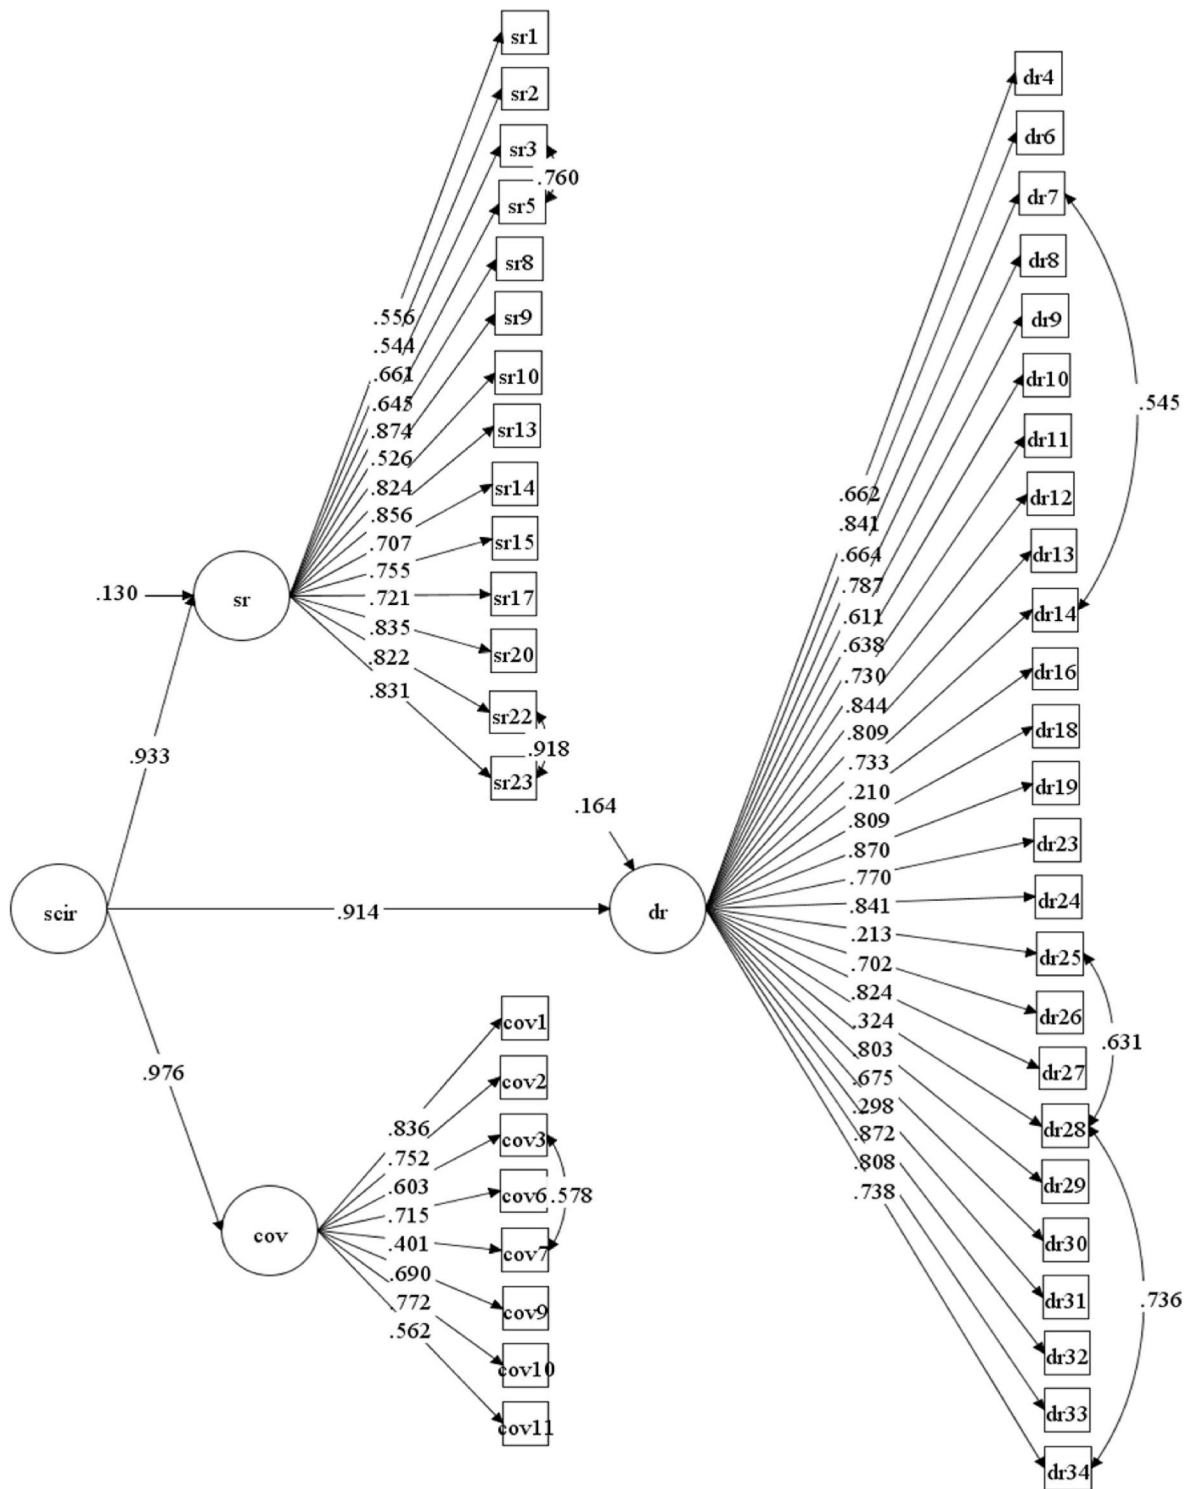 sr1
sr2
sr3
.760
sr5
sr8
sr9
sr10
sr13
sr14
sr15
sr17
sr20
sr22
.918
sr23
.556
.544
.661
.645
.874
.526
.824
.856
.707
.755
.721
.835
.822
.831
.130
sr
.933
scir
.914
.976
.164
dr
cov
cov1
cov2
cov3
cov6
.578
cov7
cov9
cov10
cov11
.836
.752
.603
.715
.401
.690
.772
.562
dr4
dr6
dr7
dr8
dr9
dr10
.545
dr11
dr12
dr13
dr14
dr16
dr18
dr19
dr23
dr24
dr25
dr26
.631
dr27
dr28
dr29
dr30
dr31
.736
dr32
dr33
dr34
.662
.841
.664
.787
.611
.638
.730
.844
.809
.733
.210
.809
.870
.770
.841
.213
.702
.824
.324
.803
.675
.298
.872
.808
.738